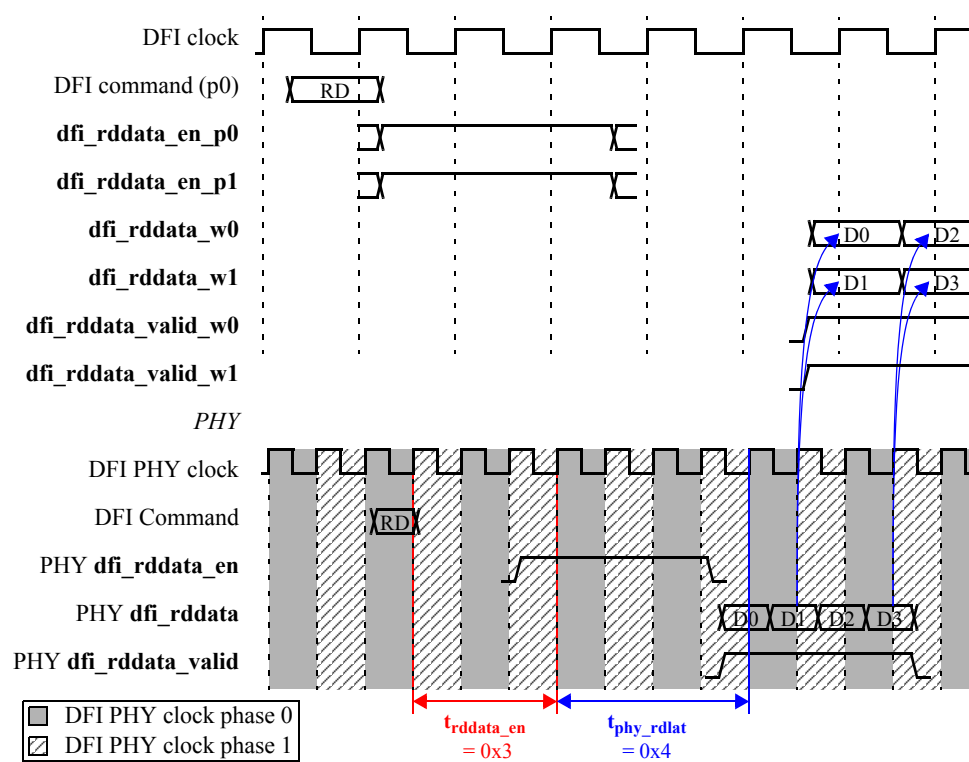 DFI clock
DFI command (p0)
RD
dfi_rddata_en_p0
dfi_rddata_en_p1
dfi_rddata_w0
D0 D2
dfi_rddata_w1
D1 D3
dfi_rddata_valid_w0
dfi_rddata_valid_w1
PHY
DFI PHY clock
DFI Command
RD
PHY dfi_rddata_en
PHY dfi_rddata
D0 D1 D2 D3
PHY dfi_rddata_valid
DFI PHY clock phase 0
DFI PHY clock phase 1
trddata_en
= 0x3
tphy_rdlat
= 0x4